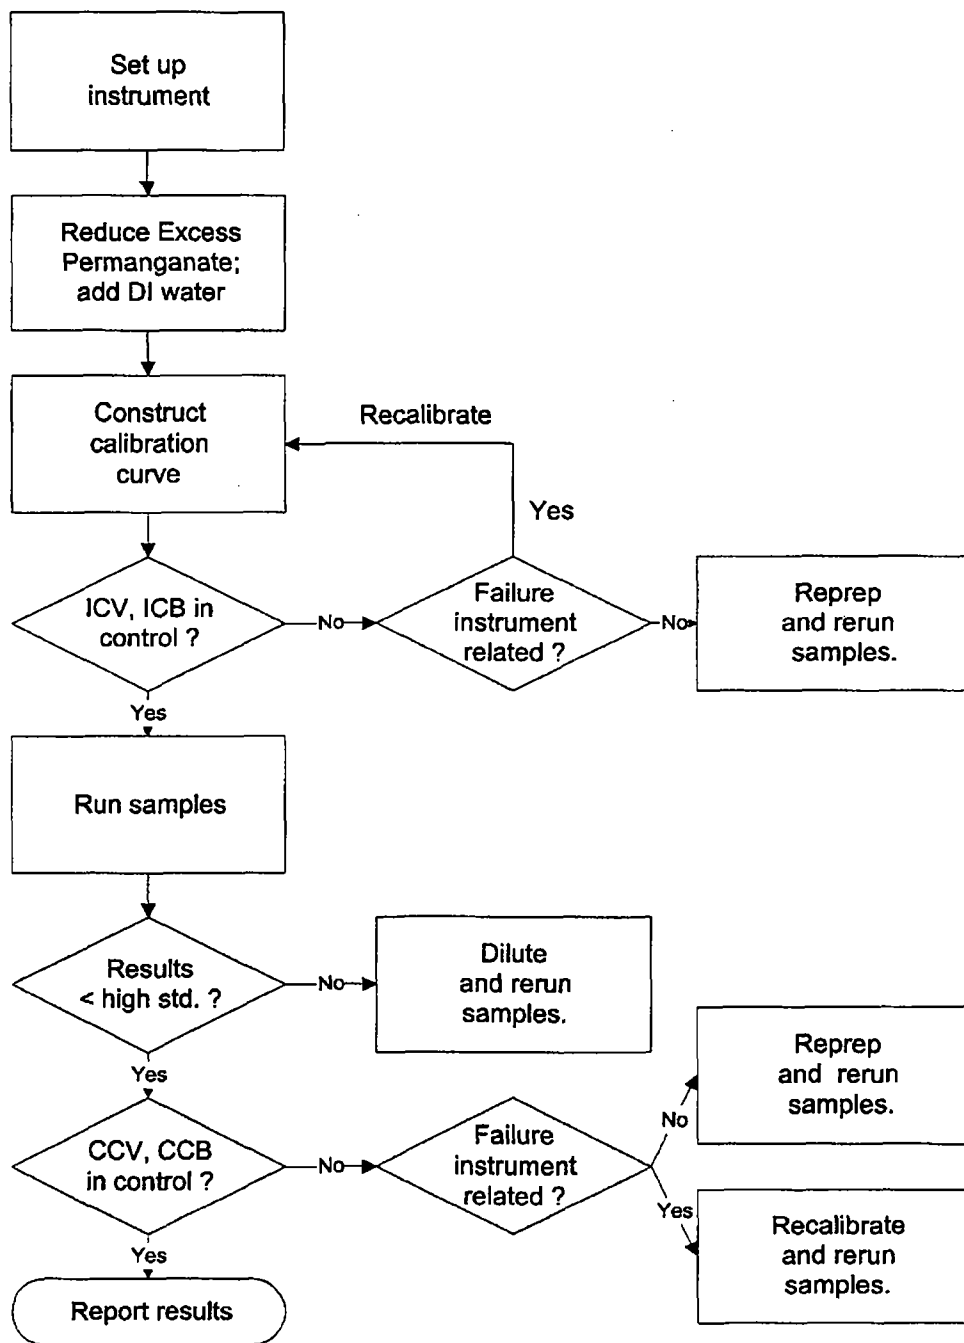 Set up
instrument
Reduce Excess
Permanganate;
add DI water
Construct
calibration
curve
Recalibrate
Yes
ICV, ICB in
control ?
No
Failure
instrument
related ?
No
Reprep
and rerun
samples.
Yes
Run samples
Results
< high std. ?
No
Dilute
and rerun
samples.
Yes
CCV, CCB
in control ?
No
Failure
instrument
related ?
No
Reprep
and rerun
samples.
Yes
Recalibrate
and rerun
samples.
Yes
Report results